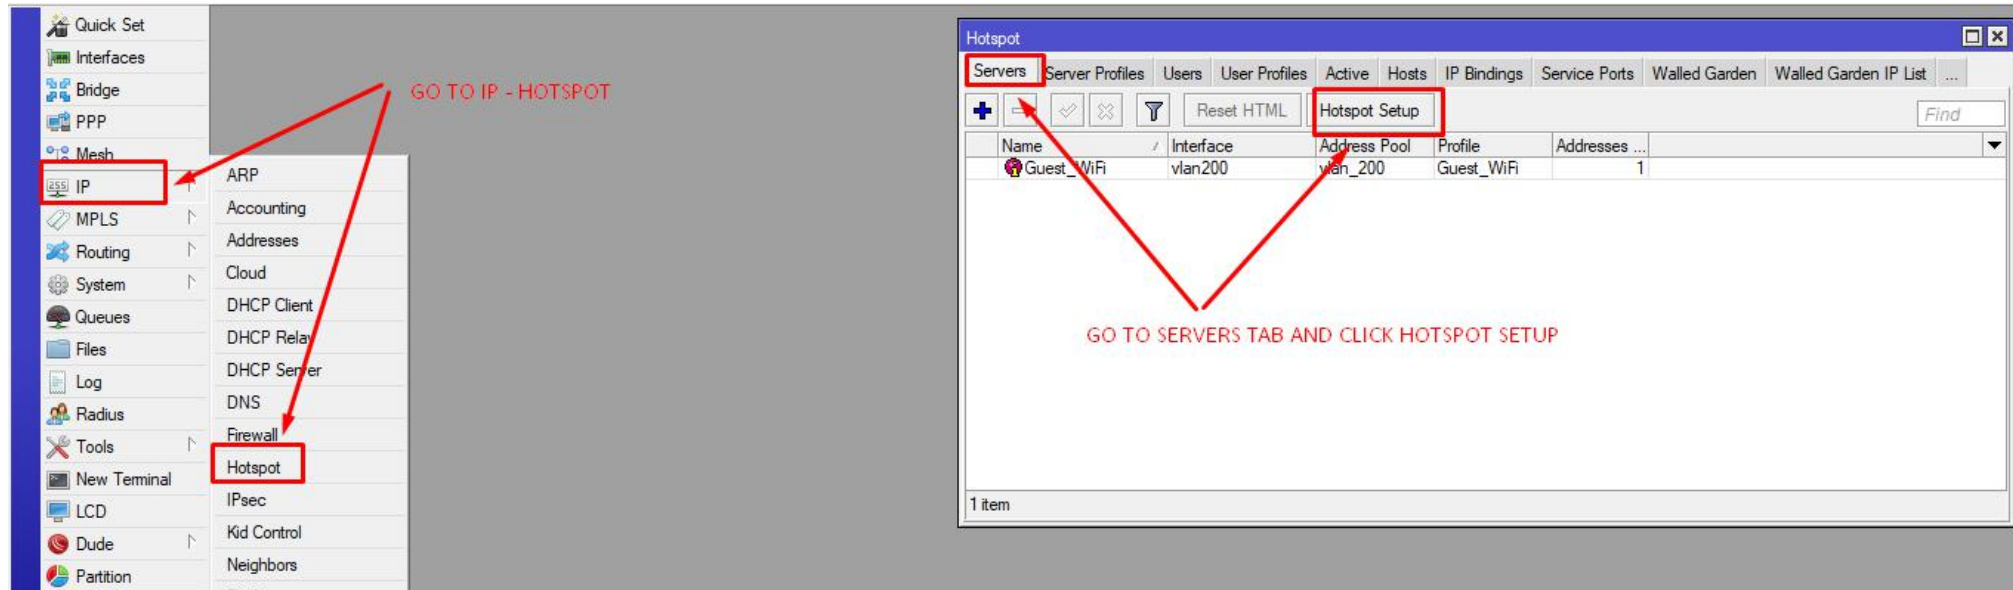 Quick Set
Interfaces
Bridge
PPP
Mesh
IP
MPLS
Routing
System
Queues
Files
Log
Radius
Tools
New Terminal
LCD
Dude
Partition
ARP
Accounting
Addresses
Cloud
DHCP Client
DHCP Relay
DHCP Server
DNS
Firewall
Hotspot
IPsec
Kid Control
Neighbors
GO TO IP - HOTSPOT
Hotspot
Servers Server Profiles Users User Profiles Active Hosts IP Bindings Service Ports Walled Garden Walled Garden IP List ...
Reset HTML Hotspot Setup Find
Name Interface Address Pool Profile Addresses ...
Guest_WiFi vlan200 vlan_200 Guest_WiFi 1
GO TO SERVERS TAB AND CLICK HOTSPOT SETUP
1 item